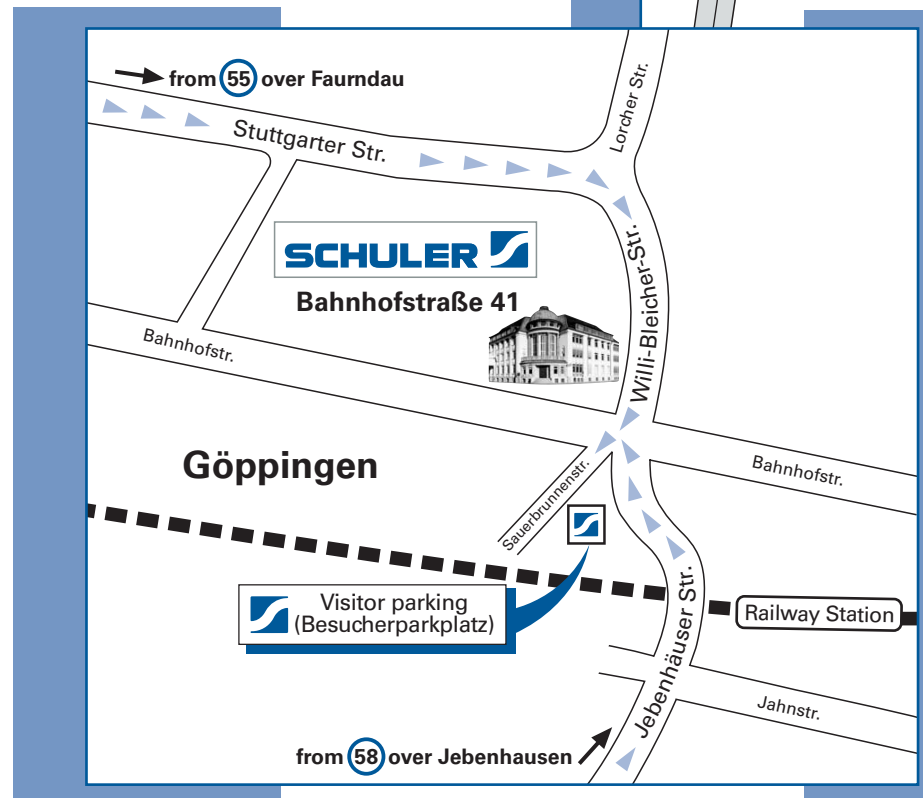 from 55 over Faurndau
Stuttgarter Str.
Lorcher Str.
SCHULER
Bahnhofstraße 41
Willi-Bleicher-Str.
Bahnhofstr.
Göppingen
Bahnhofstr.
Sauerbrunnenstr.
Visitor parking
(Besucherparkplatz)
Railway Station
Jebenhäuser Str.
Jahnstr.
from 58 over Jebenhausen